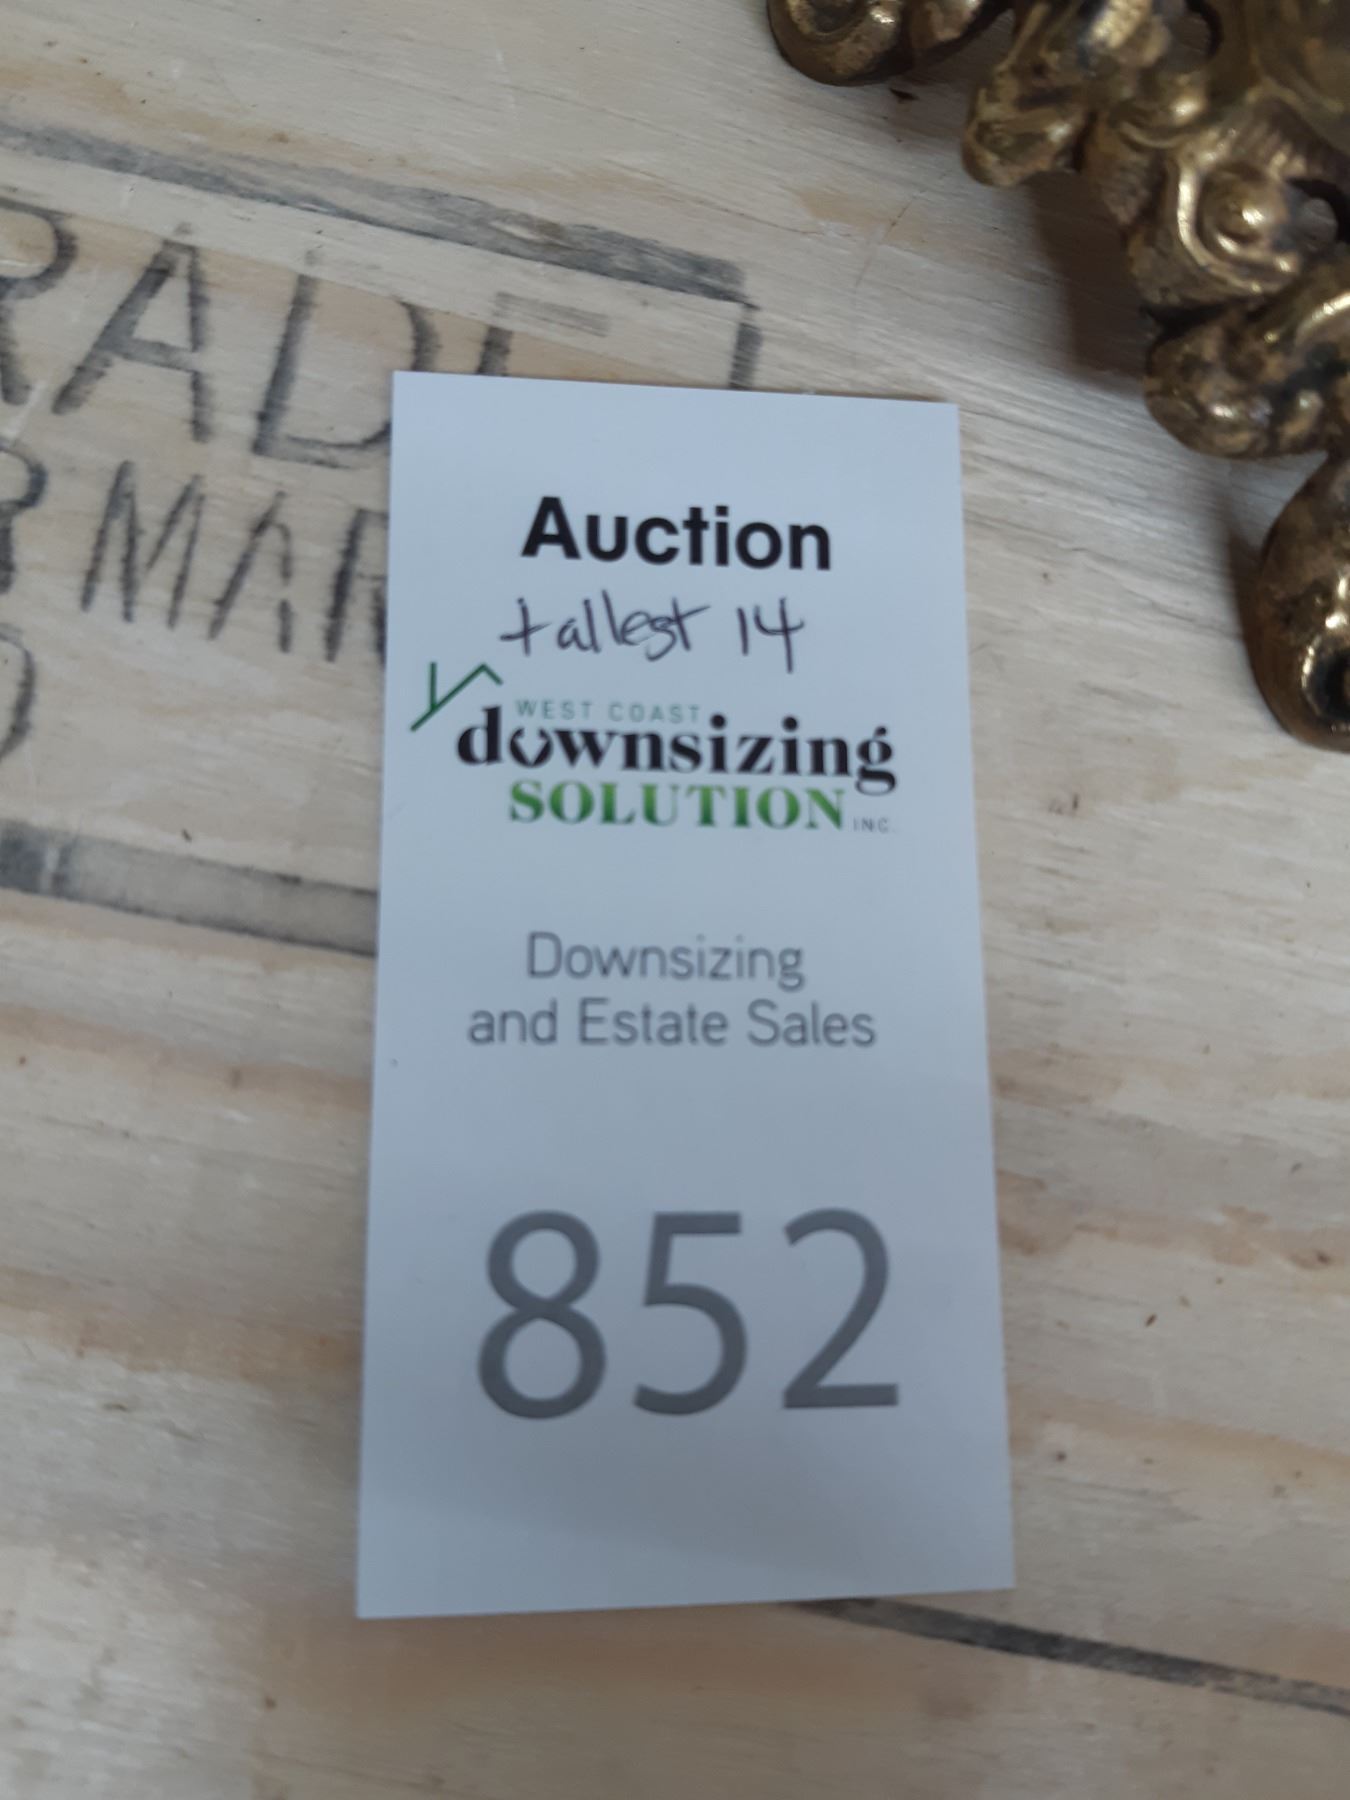 Auction
tallest 14
WEST COAST
downsizing
SOLUTION INC.
Downsizing
and Estate Sales
852